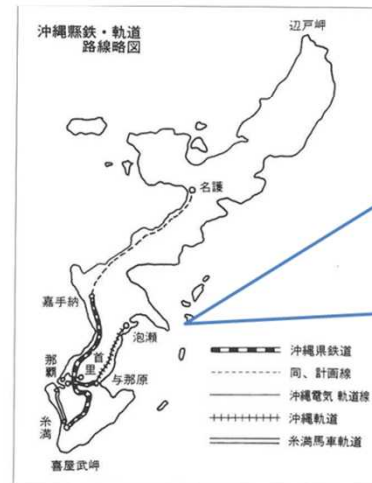 沖縄縣鉄・軌道
路線略図
辺戸岬
名護
嘉手納
泡瀬
首里
那覇
与那原
糸満
喜屋武岬
沖縄県鉄道
同、計画線
沖縄電気軌道線
沖縄軌道
糸満馬車軌道